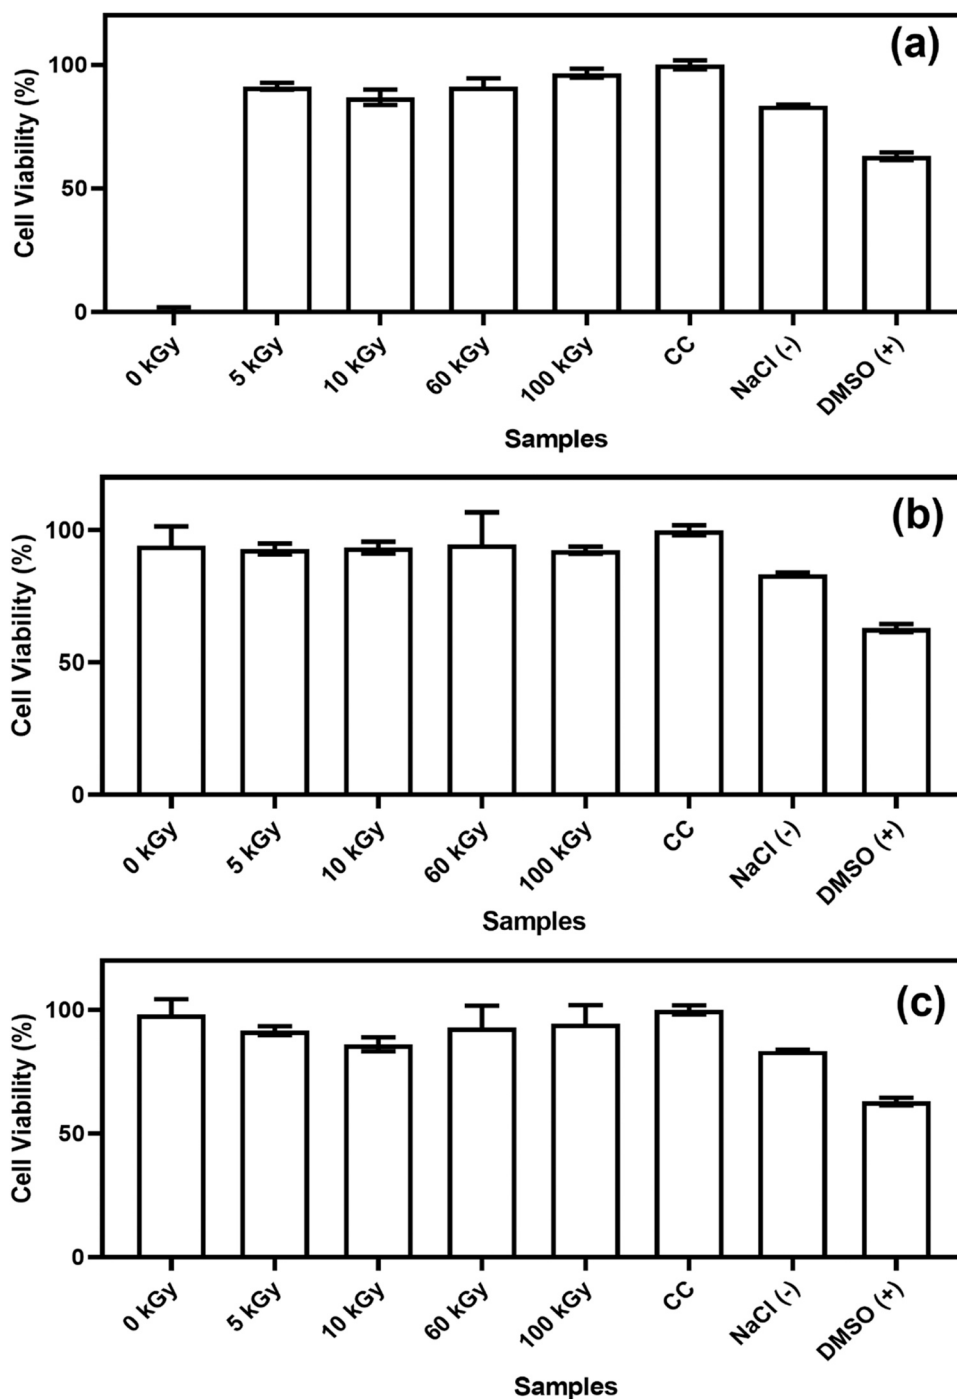 (a)
Cell Viability (%)
100
50
0
0 kGy
5 kGy
10 kGy
60 kGy
100 kGy
CC
NaCl (-)
DMSO (+)
Samples
(b)
Cell Viability (%)
100
50
0
0 kGy
5 kGy
10 kGy
60 kGy
100 kGy
CC
NaCl (-)
DMSO (+)
Samples
(c)
Cell Viability (%)
100
50
0
0 kGy
5 kGy
10 kGy
60 kGy
100 kGy
CC
NaCl (-)
DMSO (+)
Samples